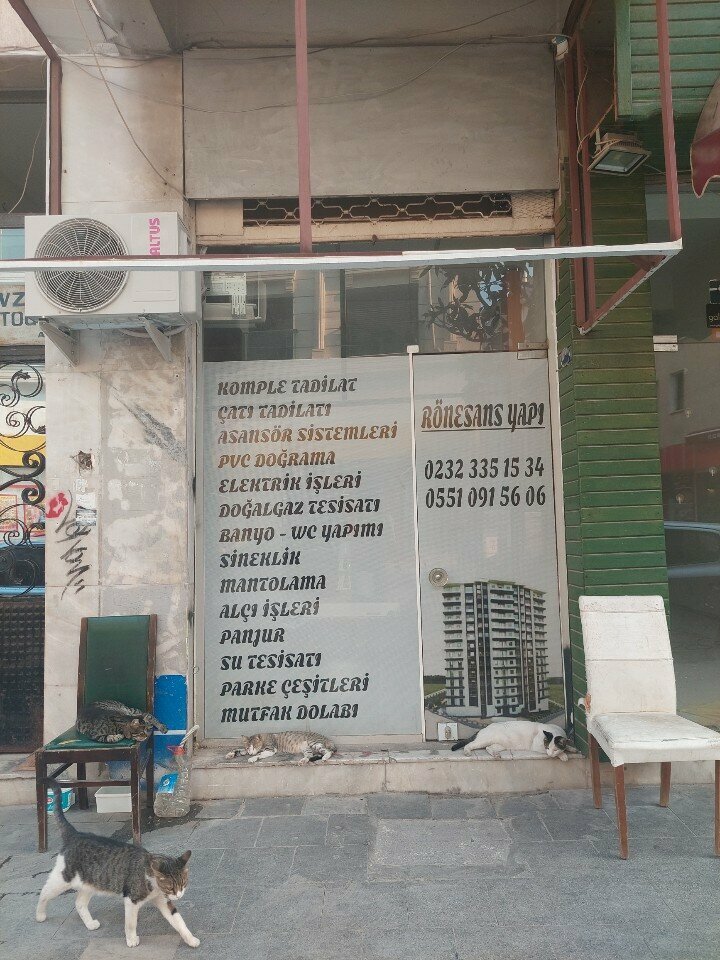 ALTUS
VZ
TOĞ
KOMPLE TADİLAT
ÇATI TADİLATI
ASANSÖR SİSTEMLERİ
PVC DOĞRAMA
ELEKTRİK İŞLERİ
DOĞALGAZ TESİSATI
BANYO - WC YAPIMI
SİNEKLİK
MANTOLAMA
ALÇI İŞLERİ
PANJUR
SU TESİSATI
PARKE ÇEŞİTLERİ
MUTFAK DOLABI
RÖNESANS YAPI
0232 335 15 34
0551 091 56 06